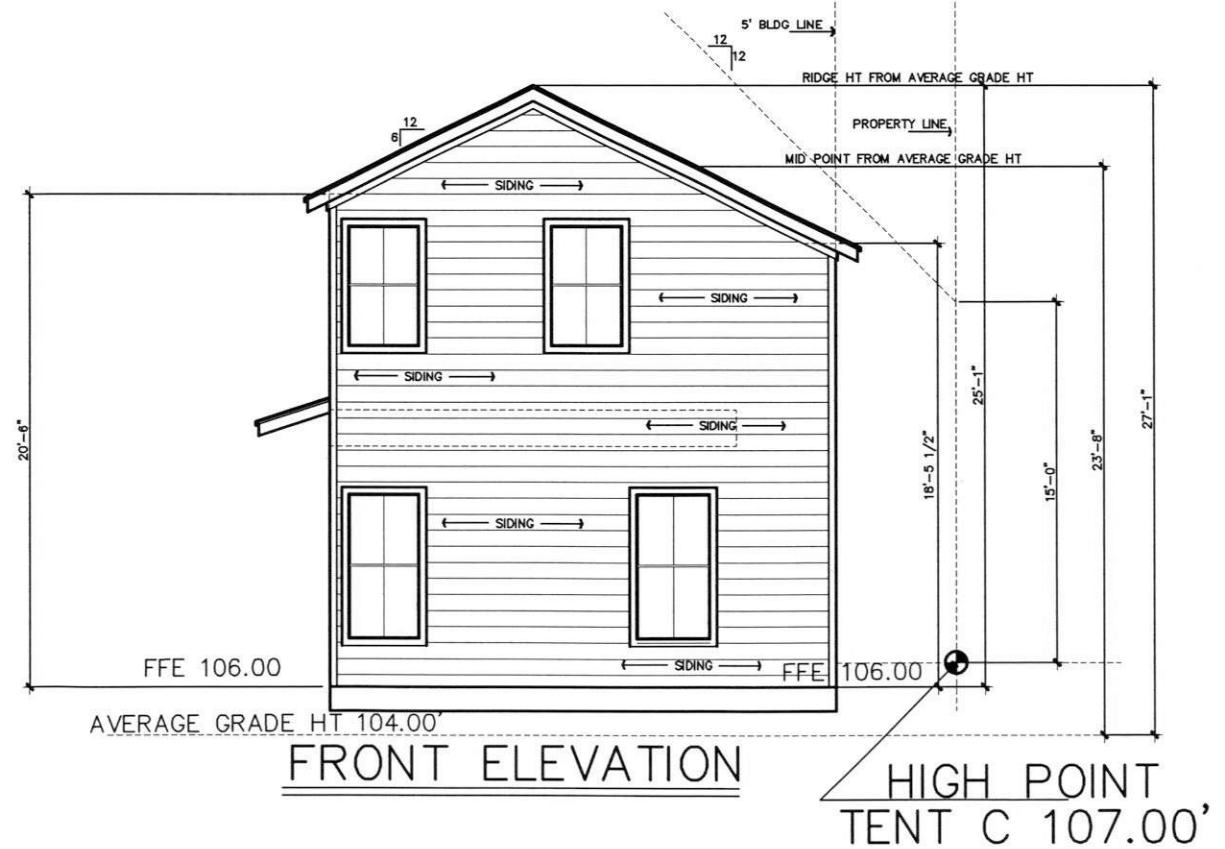 5' BLDG LINE
12
12
RIDGE HT FROM AVERAGE GRADE HT
PROPERTY LINE
12
6
MID POINT FROM AVERAGE GRADE HT
SIDING
SIDING
SIDING
SIDING
20'-6"
18'-5 1/2"
25'-1"
15'-0"
23'-8"
27'-1"
SIDING
SIDING
FFE 106.00
FFE 106.00
AVERAGE GRADE HT 104.00'
FRONT ELEVATION
HIGH POINT
TENT C 107.00'